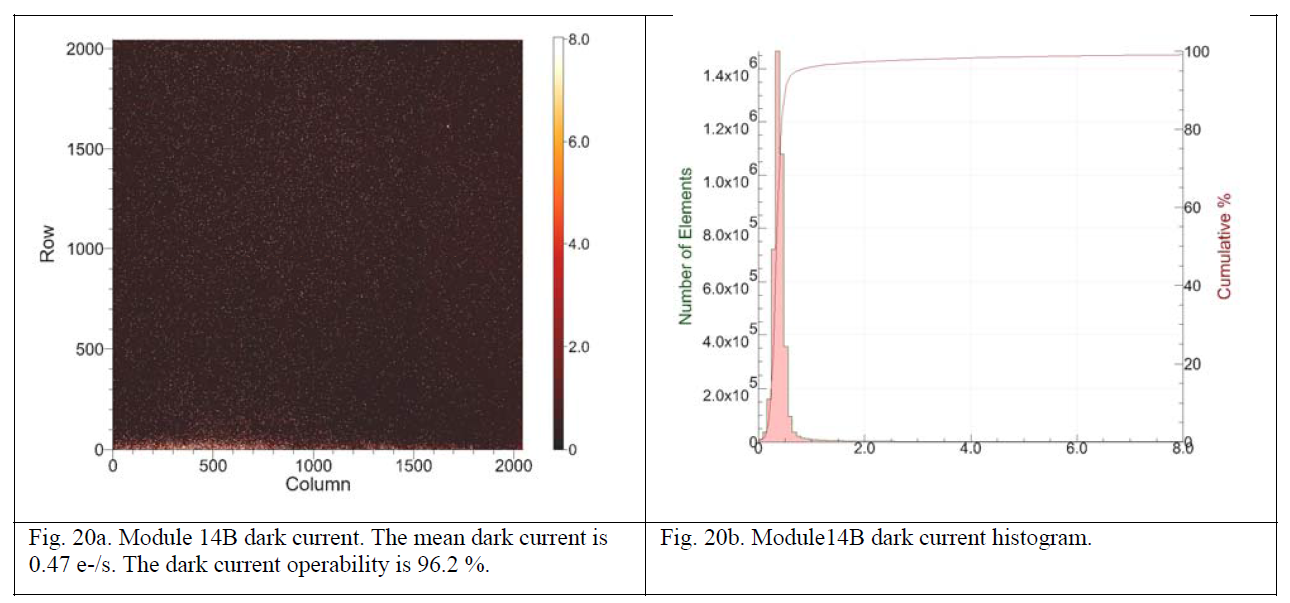 2000
1500
1000
500
0
Row
0 500 1000 1500 2000
Column
8.0
6.0
4.0
2.0
0
Number of Elements
1.4x10 6
1.2x10 6
1.0x10 6
8.0x10 5
6.0x10 5
4.0x10 5
2.0x10 5
0
0 2.0 4.0 6.0 8.0
100
80
60
40
20
0
Cumulative %
Fig. 20a. Module 14B dark current. The mean dark current is
0.47 e-/s. The dark current operability is 96.2 %.
Fig. 20b. Module14B dark current histogram.